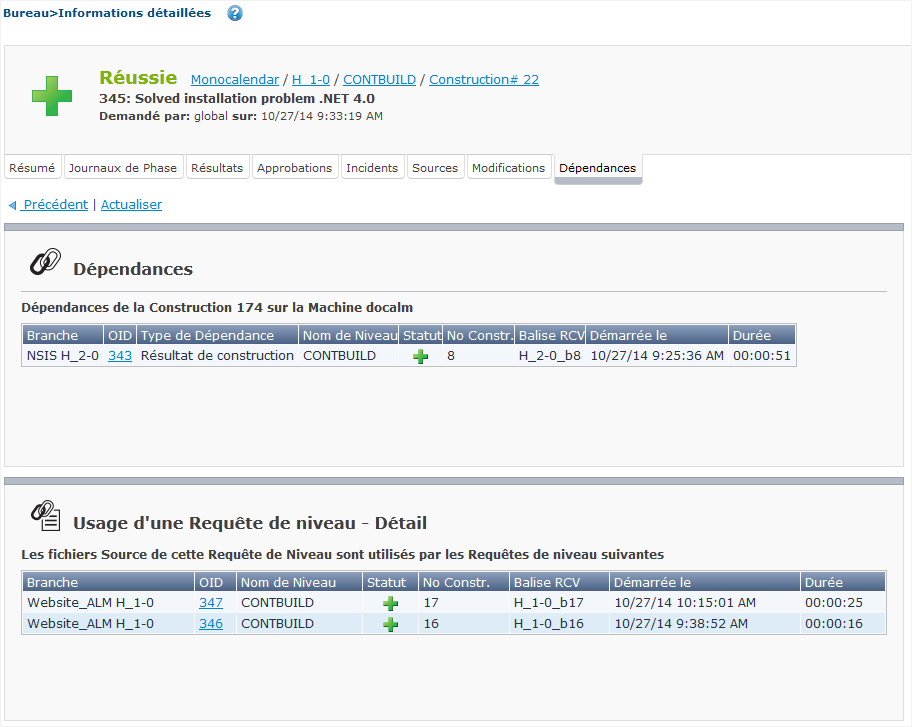 Bureau>Informations détaillées ?
Réussie Monocalendar / H_1-0 / CONTBUILD / Construction# 22
345: Solved installation problem .NET 4.0
Demandé par: global sur: 10/27/14 9:33:19 AM
Résumé Journaux de Phase Résultats Approbations Incidents Sources Modifications Dépendances
Précédent | Actualiser
Dépendances
Dépendances de la Construction 174 sur la Machine docalm
Branche OID Type de Dépendance Nom de Niveau Statut No Constr. Balise RCV Démarrée le Durée
NSIS H_2-0 343 Résultat de construction CONTBUILD 8 H_2-0_b8 10/27/14 9:25:36 AM 00:00:51
Usage d'une Requête de niveau - Détail
Les fichiers Source de cette Requête de Niveau sont utilisés par les Requêtes de niveau suivantes
Branche OID Nom de Niveau Statut No Constr. Balise RCV Démarrée le Durée
Website_ALM H_1-0 347 CONTBUILD 17 H_1-0_b17 10/27/14 10:15:01 AM 00:00:25
Website_ALM H_1-0 346 CONTBUILD 16 H_1-0_b16 10/27/14 9:38:52 AM 00:00:16